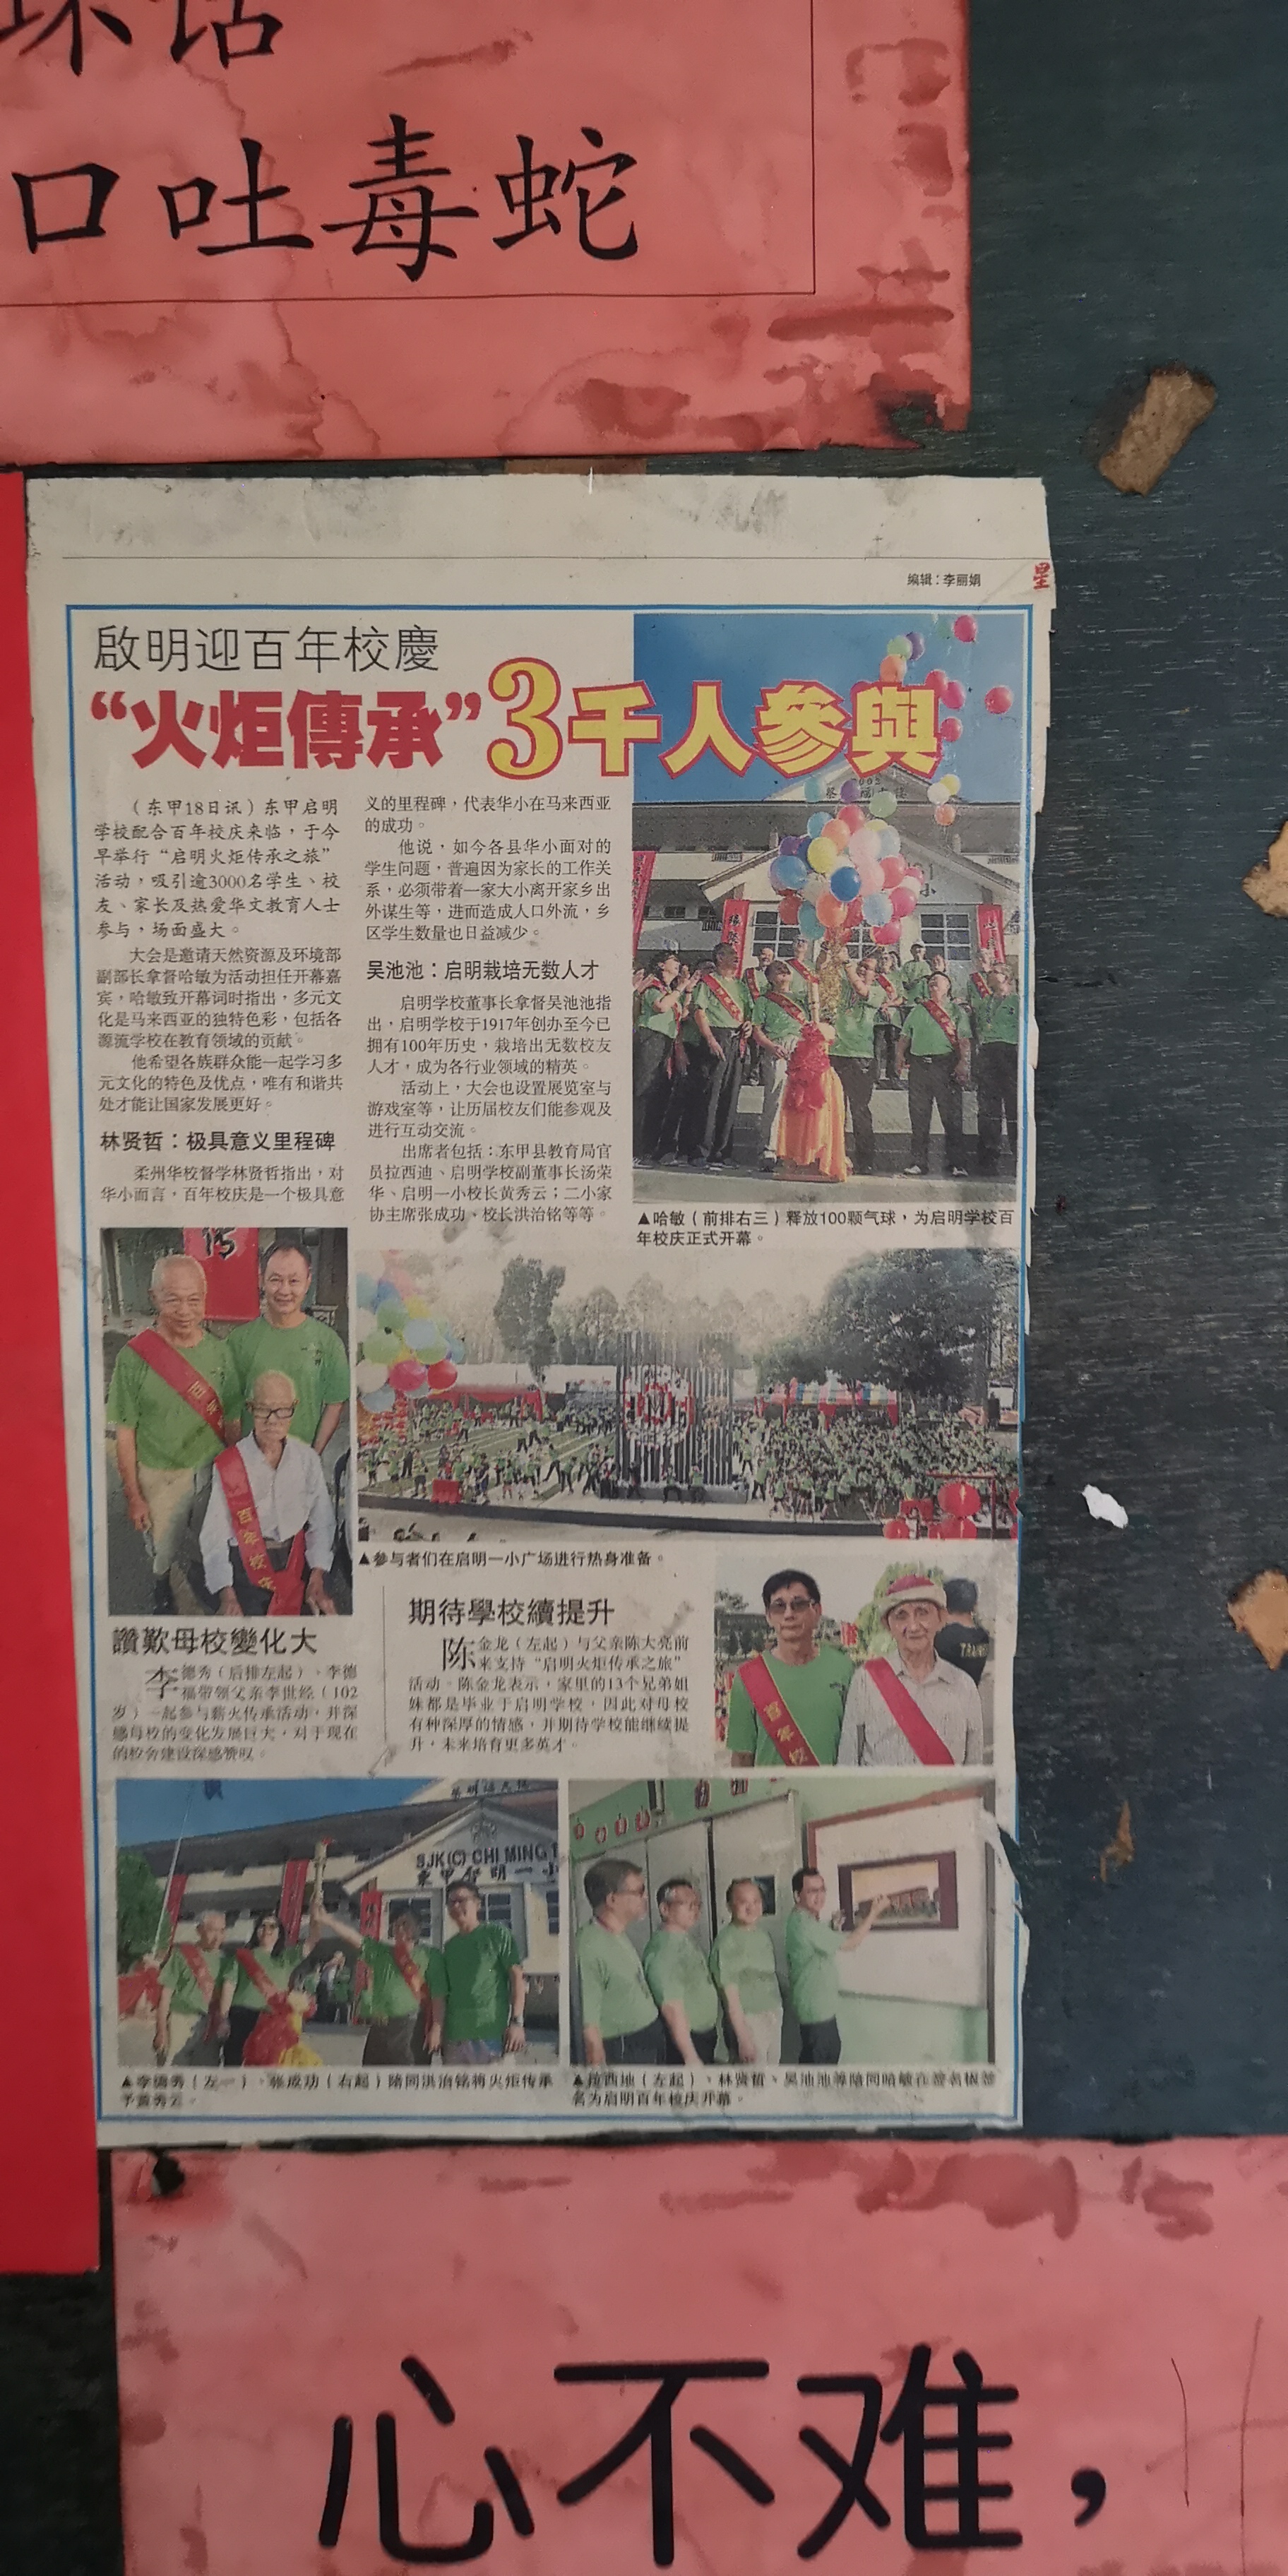 口吐毒蛇
编辑：李丽娟
星
啟明迎百年校慶
“火炬傳承”3千人參與
（东甲18日讯）东甲启明
学校配合百年校庆来临，于今
早举行“启明火炬传承之旅”
活动，吸引逾3000名学生、校
友、家长及热爱华文教育人士
参与，场面盛大。
大会是邀请天然资源及环境部
副部长拿督哈敏为活动担任开幕嘉
宾，哈敏致开幕词时指出，多元文
化是马来西亚的独特色彩，包括各
源流学校在教育领域的贡献。
他希望各族群众能一起学习多
元文化的特色及优点，唯有和谐共
处才能让国家发展更好。
林贤哲：极具意义里程碑
柔州华校督学林贤哲指出，对
华小而言，百年校庆是一个极具意
义的里程碑，代表华小在马来西亚
的成功。
他说，如今各县华小面对的
学生问题，普遍因为家长的工作关
系，必须带着一家大小离开家乡出
外谋生等，进而造成人口外流，乡
区学生数量也日益减少。
吴池池：启明栽培无数人才
启明学校董事长拿督吴池池指
出，启明学校于1917年创办至今已
拥有100年历史，栽培出无数校友
人才，成为各行业领域的精英。
活动上，大会也设置展览室与
游戏室等，让历届校友们能参观及
进行互动交流。
出席者包括：东甲县教育局官
员拉西迪、启明学校副董事长汤荣
华、启明一小校长黄秀云；二小家
协主席张成功、校长洪治铭等等。
▲哈敏（前排右三）释放100颗气球，为启明学校百
年校庆正式开幕。
▲参与者们在启明一小广场进行热身准备。
讚歎母校變化大
李德秀（后排左起）、李德
福带领父亲李世经（102
岁）一起参与薪火传承活动，并深
感母校的变化发展巨大，对于现在
的校舍建设深感赞叹。
期待學校續提升
陈金龙（左起）与父亲陈大亮前
来支持“启明火炬传承之旅”
活动。陈金龙表示，家里的13个兄弟姐
妹都是毕业于启明学校，因此对母校
有种深厚的情感，并期待学校能继续提
升，未来培育更多英才。
百年校
百年校
SJK(C) CHI MING 1
東甲啓明一小
▲李德秀（左一）、张成功（右起）陪同洪治铭将火炬传承
予黄秀云。
▲拉西迪（左起）、林贤哲、吴池池等陪同哈敏在签名板签
名为启明百年校庆开幕。
心不难，